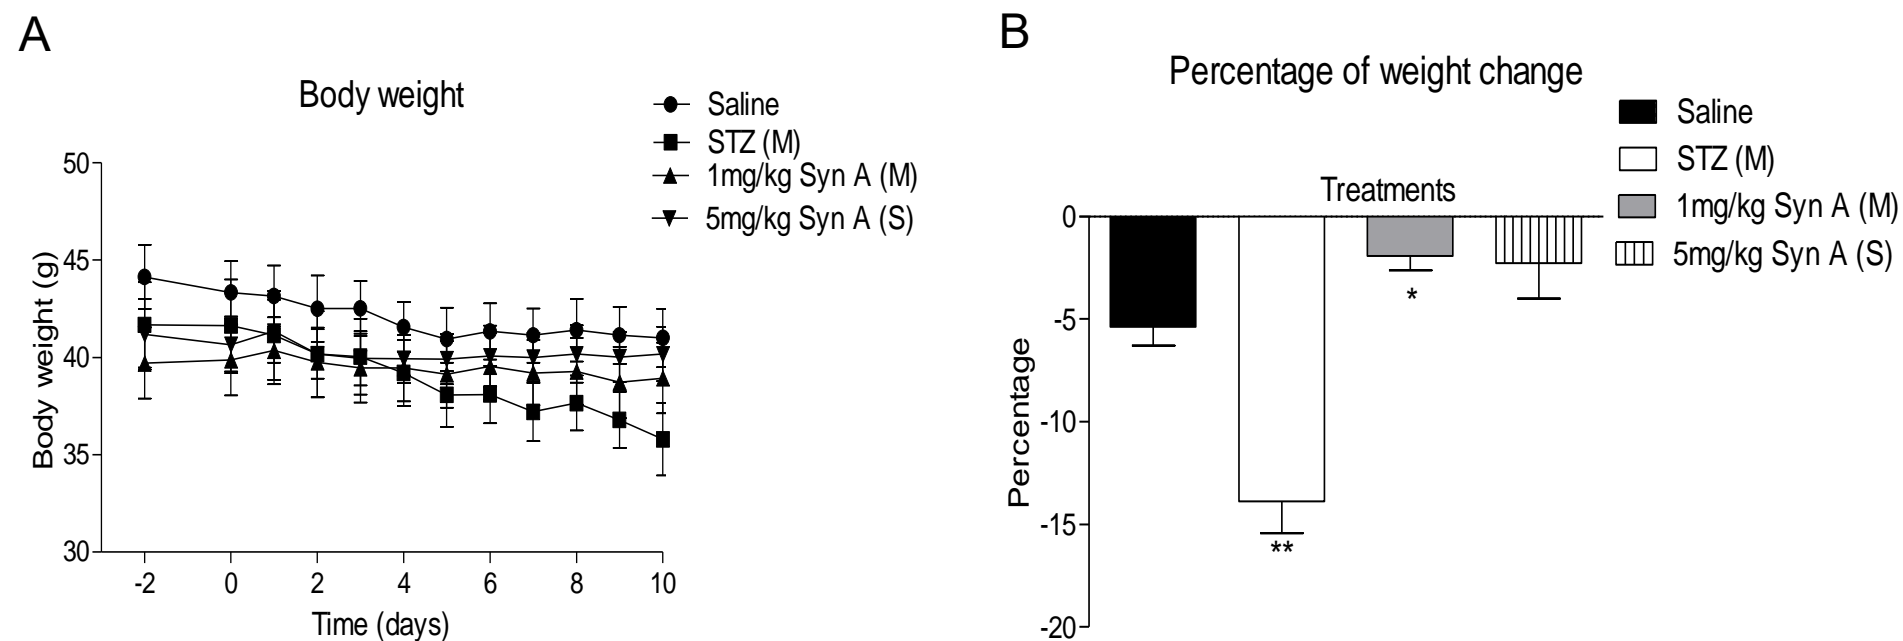 A
Body weight
Saline
STZ (M)
1mg/kg Syn A (M)
5mg/kg Syn A (S)
50
45
40
35
30
Body weight (g)
-2 0 2 4 6 8 10
Time (days)
B
Percentage of weight change
Saline
STZ (M)
1mg/kg Syn A (M)
5mg/kg Syn A (S)
Treatments
0
-5
-10
-15
-20
Percentage
*
**